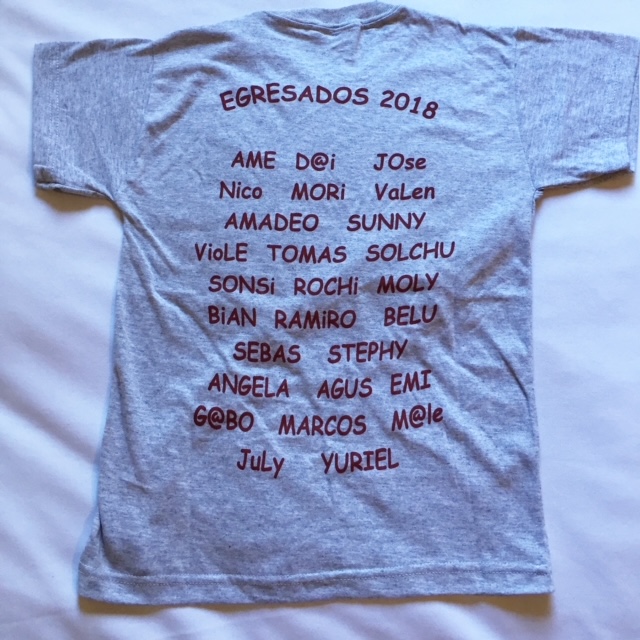 EGRESADOS 2018
AME D@i JOse
Nico MORi VaLen
AMADEO SUNNY
VioLE TOMAS SOLCHU
SONSi ROCHi MOLY
BiAN RAMiRO BELU
SEBAS STEPHY
ANGELA AGUS EMI
G@BO MARCOS M@le
JuLy YURIEL